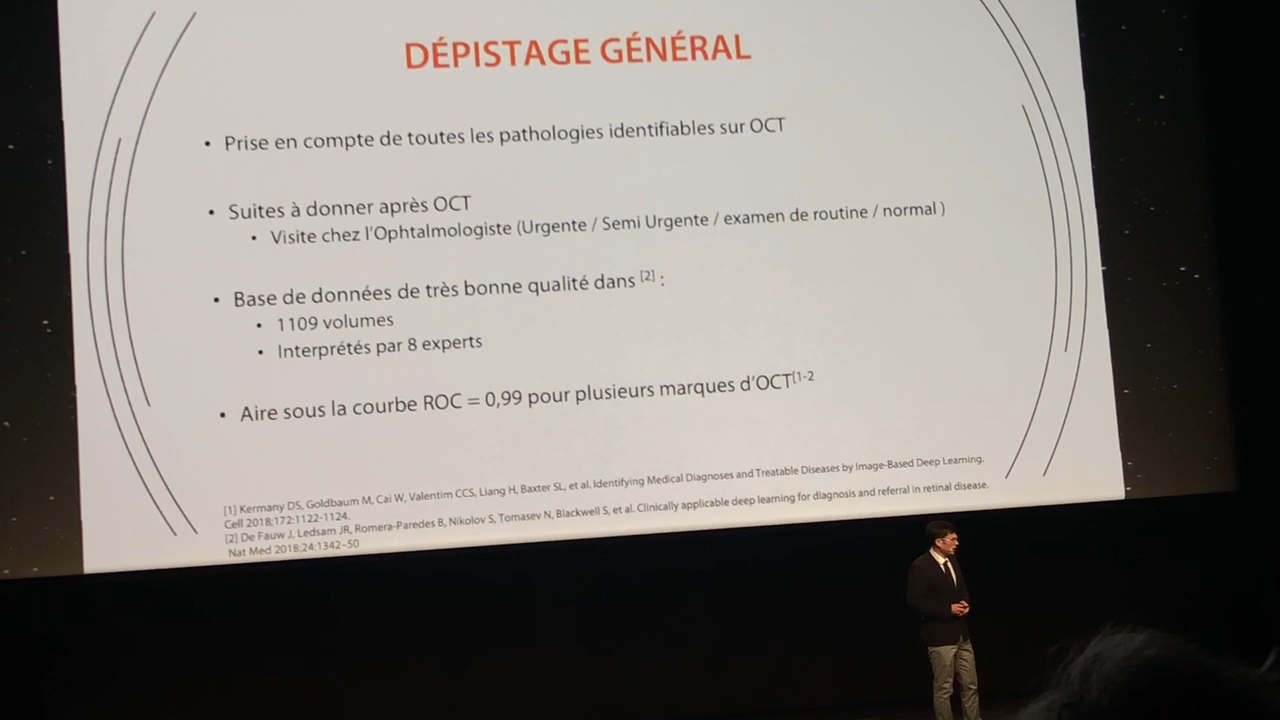 DÉPISTAGE GÉNÉRAL
• Prise en compte de toutes les pathologies identifiables sur OCT
• Suites à donner après OCT
• Visite chez l'Ophtalmologiste (Urgente / Semi Urgente / examen de routine / normal )
• Base de données de très bonne qualité dans [2] :
• 1109 volumes
• Interprétés par 8 experts
• Aire sous la courbe ROC = 0,99 pour plusieurs marques d'OCT[1-2
[1] Kermany DS, Goldbaum M, Cai W, Valentim CCS, Liang H, Baxter SL, et al. Identifying Medical Diagnoses and Treatable Diseases by Image-Based Deep Learning.
Cell 2018;172:1122-1124.
[2] De Fauw J, Ledsam JR, Romera-Paredes B, Nikolov S, Tomasev N, Blackwell S, et al. Clinically applicable deep learning for diagnosis and referral in retinal disease.
Nat Med 2018;24:1342–50